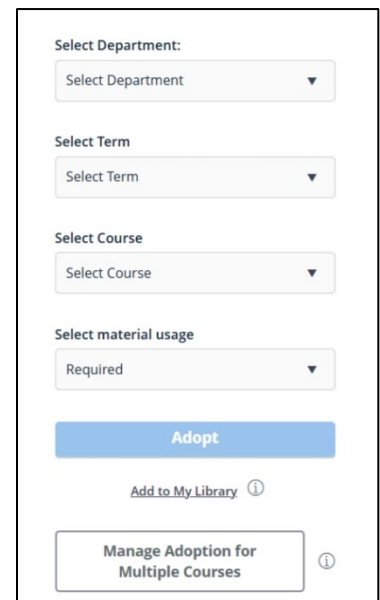 Select Department:
Select Department
Select Term
Select Term
Select Course
Select Course
Select material usage
Required
Adopt
Add to My Library
Manage Adoption for
Multiple Courses